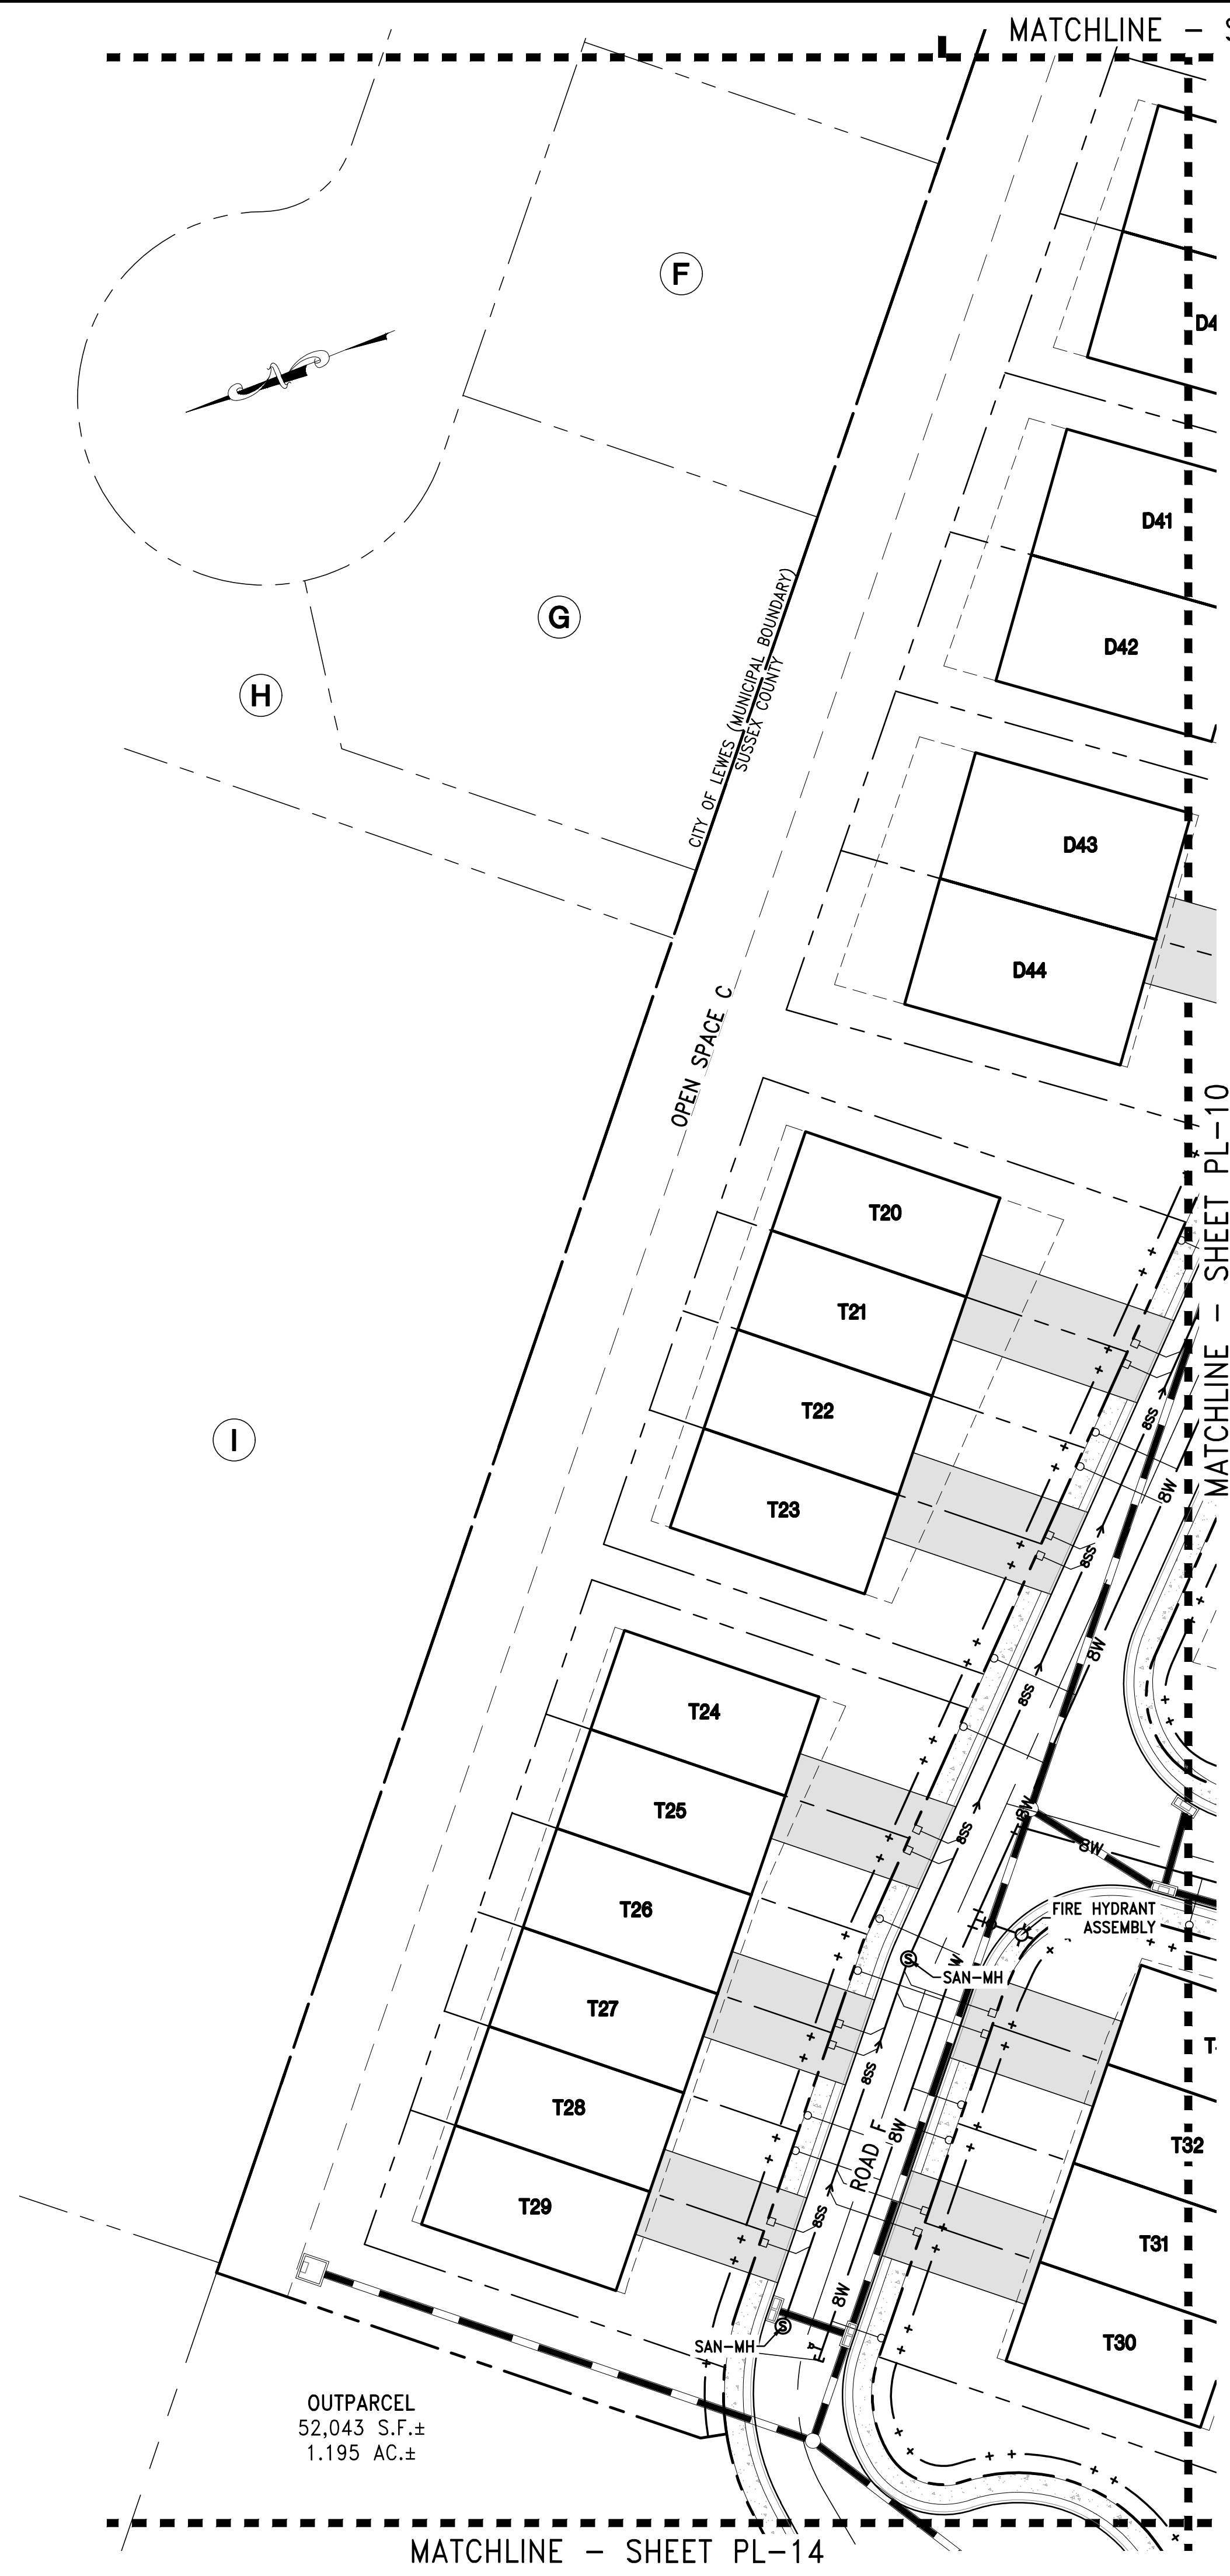 MATCHLINE -
L
F
N
D41
G
D42
H
CITY OF LEWES (MUNICIPAL BOUNDARY)
SUSSEX COUNTY
D43
D44
OPEN SPACE C
MATCHLINE - SHEET PL-10
T20
T21
T22
8SS
I
8W
T23
8SS
8W
8SS
T24
T25
8W
8SS
8W
T26
FIRE HYDRANT
ASSEMBLY
SAN-MH
T27
8SS
T28
8W
T32
ROAD F
T29
8SS
T31
8W
SAN-MH
T30
OUTPARCEL
52,043 S.F.±
1.195 AC.±
MATCHLINE - SHEET PL-14